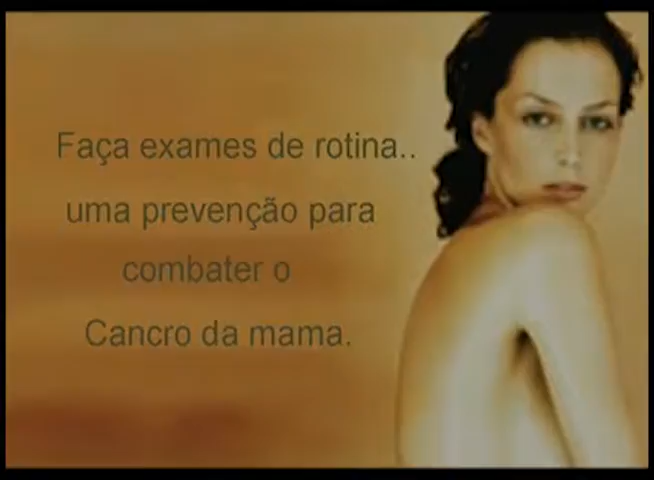 Faça exames de rotina..
uma prevenção para
combater o
Cancro da mama.